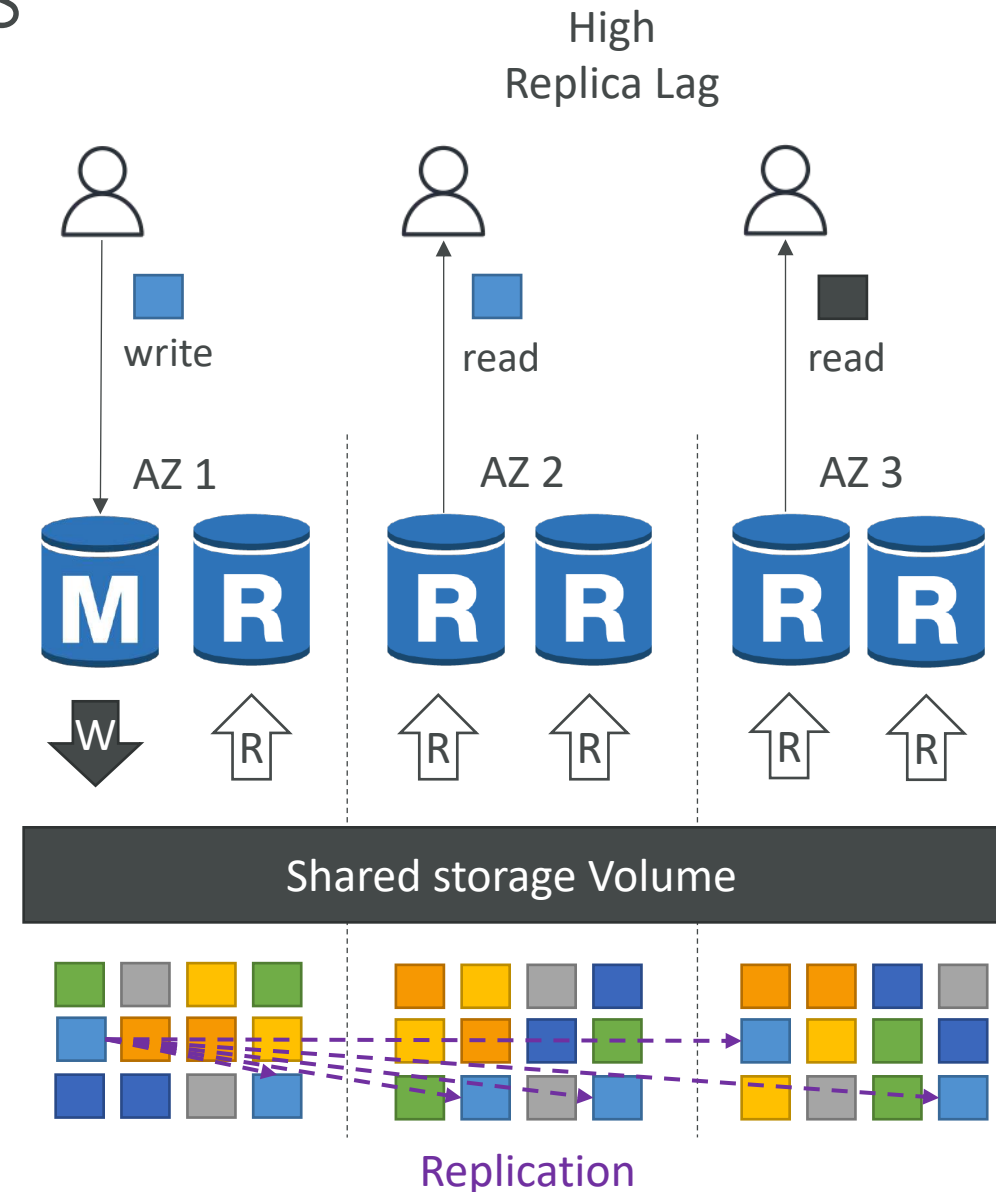 s
High
Replica Lag
write
read
read
AZ 1
AZ 2
AZ 3
M
R
R
R
R
R
W
R
R
R
R
R
Shared storage Volume
Replication